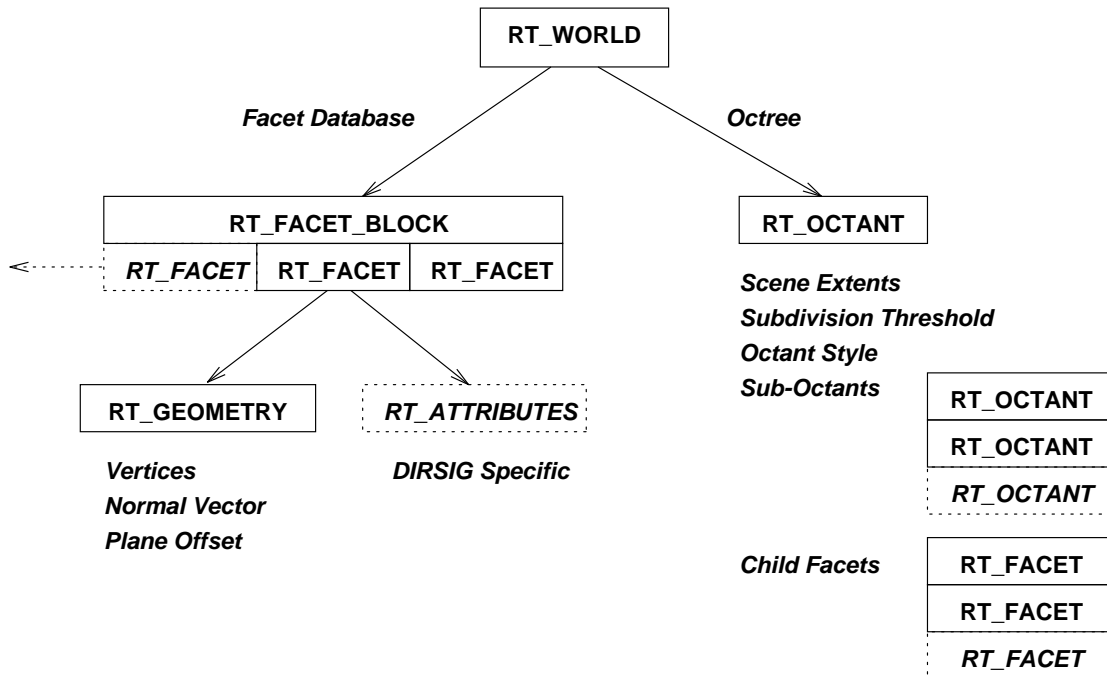 RT_WORLD
Facet Database
Octree
RT_FACET_BLOCK
RT_FACET RT_FACET RT_FACET
RT_GEOMETRY
RT_ATTRIBUTES
Vertices
Normal Vector
Plane Offset
DIRSIG Specific
RT_OCTANT
Scene Extents
Subdivision Threshold
Octant Style
Sub-Octants
RT_OCTANT
RT_OCTANT
RT_OCTANT
Child Facets
RT_FACET
RT_FACET
RT_FACET